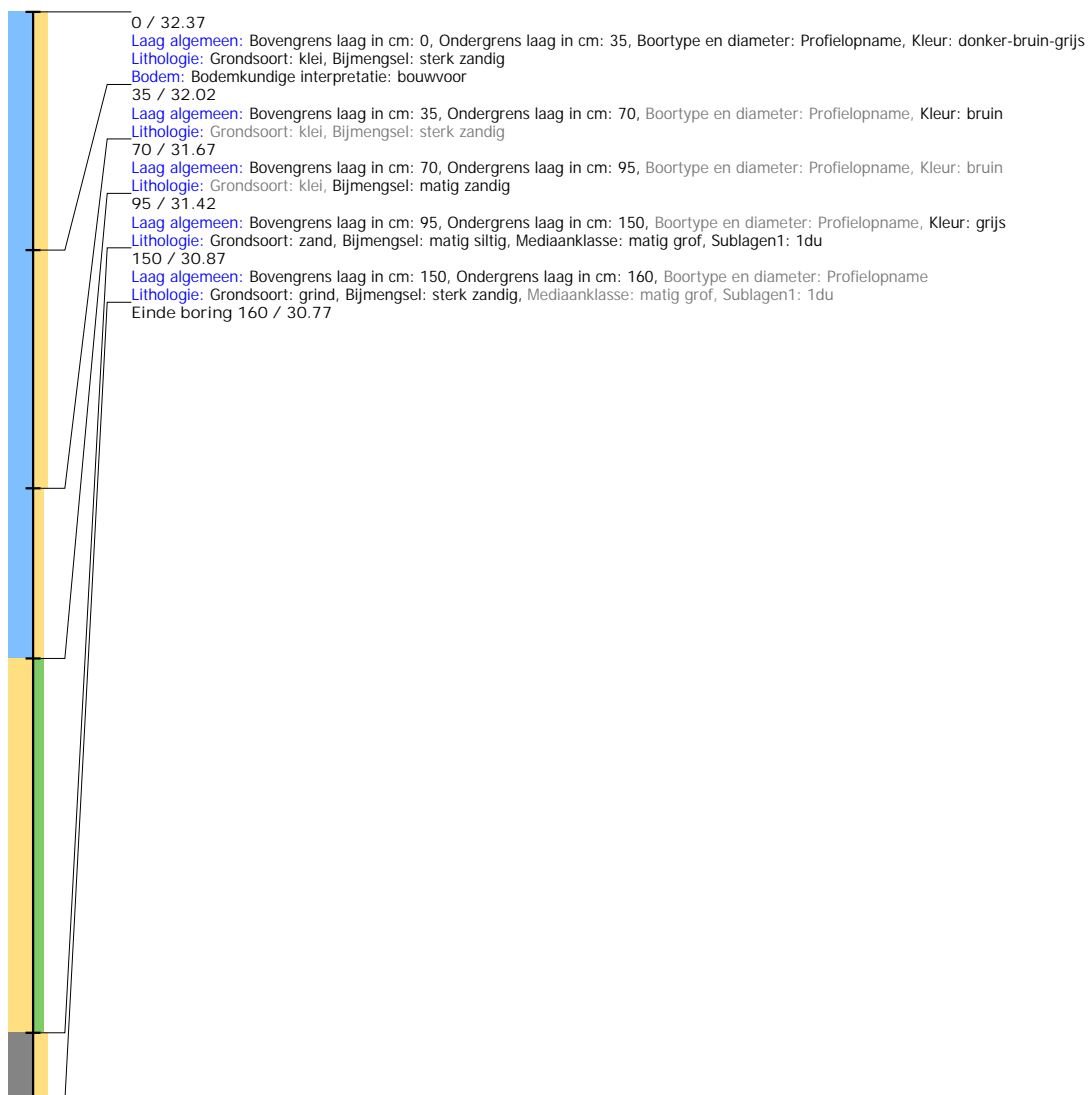 0 / 32.37
Laag algemeen: Bovengrens laag in cm: 0, Ondergrens laag in cm: 35, Boortype en diameter: Profielopname, Kleur: donker-bruin-grijs
Lithologie: Grondsoort: klei, Bijmengsel: sterk zandig
Bodem: Bodemkundige interpretatie: bouwvoor
35 / 32.02
Laag algemeen: Bovengrens laag in cm: 35, Ondergrens laag in cm: 70, Boortype en diameter: Profielopname, Kleur: bruin
Lithologie: Grondsoort: klei, Bijmengsel: sterk zandig
70 / 31.67
Laag algemeen: Bovengrens laag in cm: 70, Ondergrens laag in cm: 95, Boortype en diameter: Profielopname, Kleur: bruin
Lithologie: Grondsoort: klei, Bijmengsel: matig zandig
95 / 31.42
Laag algemeen: Bovengrens laag in cm: 95, Ondergrens laag in cm: 150, Boortype en diameter: Profielopname, Kleur: grijs
Lithologie: Grondsoort: zand, Bijmengsel: matig siltig, Mediaanklasse: matig grof, Sublagen1: 1du
150 / 30.87
Laag algemeen: Bovengrens laag in cm: 150, Ondergrens laag in cm: 160, Boortype en diameter: Profielopname
Lithologie: Grondsoort: grind, Bijmengsel: sterk zandig, Mediaanklasse: matig grof, Sublagen1: 1du
Einde boring 160 / 30.77